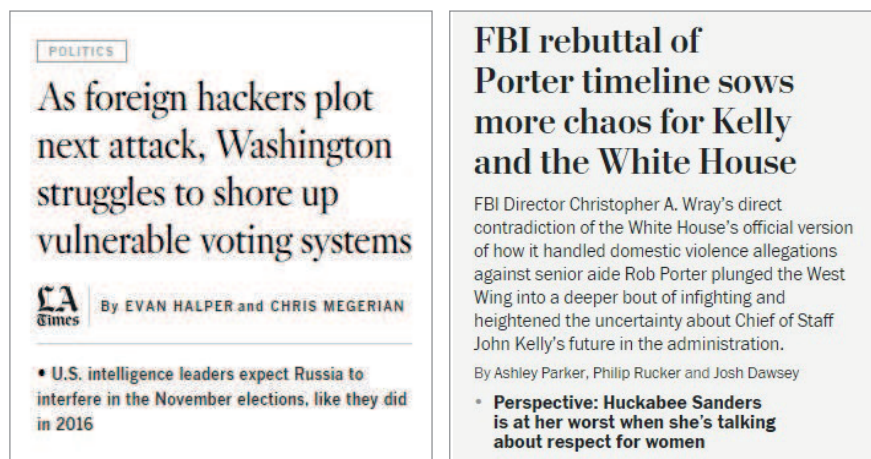 POLITICS
As foreign hackers plot
next attack, Washington
struggles to shore up
vulnerable voting systems
LA
Times
By EVAN HALPER and CHRIS MEGERIAN
• U.S. intelligence leaders expect Russia to
interfere in the November elections, like they did
in 2016
FBI rebuttal of
Porter timeline sows
more chaos for Kelly
and the White House
FBI Director Christopher A. Wray's direct
contradiction of the White House's official version
of how it handled domestic violence allegations
against senior aide Rob Porter plunged the West
Wing into a deeper bout of infighting and
heightened the uncertainty about Chief of Staff
John Kelly's future in the administration.
By Ashley Parker, Philip Rucker and Josh Dawsey
• Perspective: Huckabee Sanders
is at her worst when she's talking
about respect for women